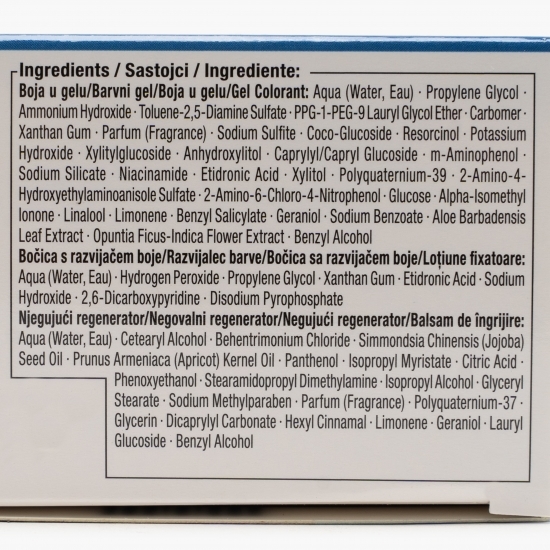 Ingredients / Sastojci / Ingrediente:
Boja u gelu/Barvni gel/Boja u gelu/Gel Colorant: Aqua (Water, Eau) · Propylene Glycol ·
Ammonium Hydroxide · Toluene-2,5-Diamine Sulfate · PPG-1-PEG-9 Lauryl Glycol Ether · Carbomer ·
Xanthan Gum · Parfum (Fragrance) · Sodium Sulfite · Coco-Glucoside · Resorcinol · Potassium
Hydroxide · Xylitylglucoside · Anhydroxylitol · Caprylyl/Capryl Glucoside · m-Aminophenol ·
Sodium Silicate · Niacinamide · Etidronic Acid · Xylitol · Polyquaternium-39 · 2-Amino-4-
Hydroxyethylaminoanisole Sulfate · 2-Amino-6-Chloro-4-Nitrophenol · Glucose · Alpha-Isomethyl
Ionone · Linalool · Limonene · Benzyl Salicylate · Geraniol · Sodium Benzoate · Aloe Barbadensis
Leaf Extract · Opuntia Ficus-Indica Flower Extract · Benzyl Alcohol
Bočica s razvijačem boje/Razvijalec barve/Bočica sa razvijačem boje/Loțiune fixatoare:
Aqua (Water, Eau) · Hydrogen Peroxide · Propylene Glycol · Xanthan Gum · Etidronic Acid · Sodium
Hydroxide · 2,6-Dicarboxypyridine · Disodium Pyrophosphate
Njegujući regenerator/Negovalni regenerator/Negujući regenerator/Balsam de îngrijire:
Aqua (Water, Eau) · Cetearyl Alcohol · Behentrimonium Chloride · Simmondsia Chinensis (Jojoba)
Seed Oil · Prunus Armeniaca (Apricot) Kernel Oil · Panthenol · Isopropyl Myristate · Citric Acid ·
Phenoxyethanol · Stearamidopropyl Dimethylamine · Isopropyl Alcohol · Glyceryl
Stearate · Sodium Methylparaben · Parfum (Fragrance) · Polyquaternium-37 ·
Glycerin · Dicaprylyl Carbonate · Hexyl Cinnamal · Limonene · Geraniol · Lauryl
Glucoside · Benzyl Alcohol